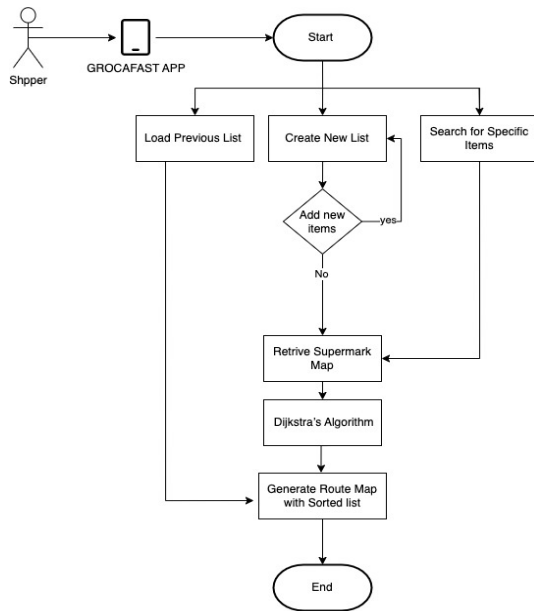 Start
Shpper
GROCAFAST APP
Load Previous List
Create New List
Search for Specific
Items
Add new
items
yes
No
Retrive Supermark
Map
Dijkstra's Algorithm
Generate Route Map
with Sorted list
End